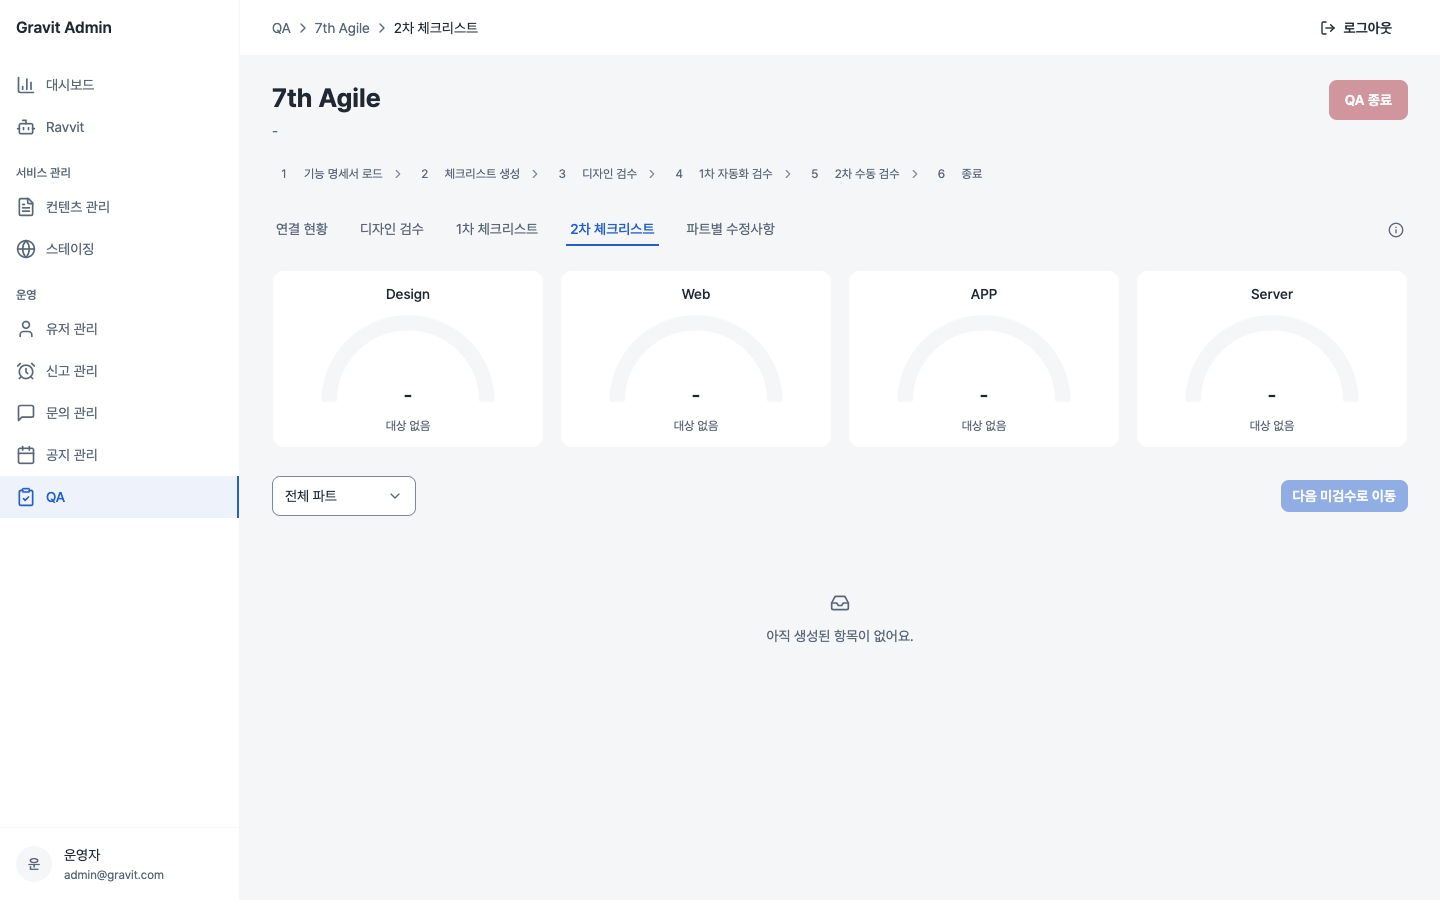 Gravit Admin
QA > 7th Agile > 2차 체크리스트
로그아웃
대시보드
Ravvit
서비스 관리
컨텐츠 관리
스테이징
운영
유저 관리
신고 관리
문의 관리
공지 관리
QA
운
운영자
admin@gravit.com
7th Agile
QA 종료
-
1 기능 명세서 로드 > 2 체크리스트 생성 > 3 디자인 검수 > 4 1차 자동화 검수 > 5 2차 수동 검수 > 6 종료
연결 현황 디자인 검수 1차 체크리스트 2차 체크리스트 파트별 수정사항
Design
-
대상 없음
Web
-
대상 없음
APP
-
대상 없음
Server
-
대상 없음
전체 파트
다음 미검수로 이동
아직 생성된 항목이 없어요.